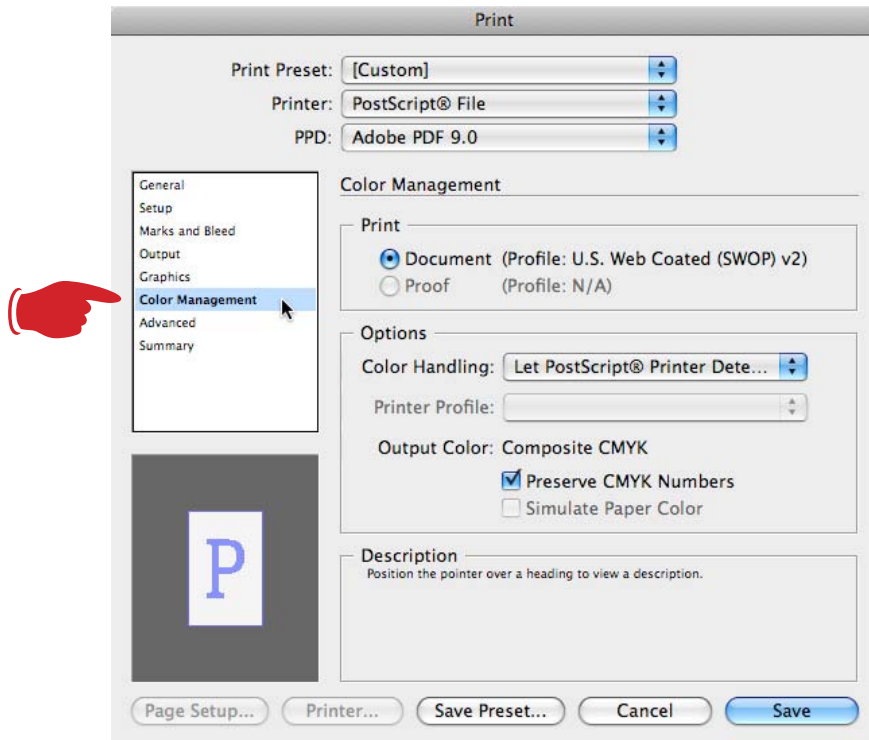 Print
Print Preset: [Custom]
Printer: PostScript® File
PPD: Adobe PDF 9.0
General
Setup
Marks and Bleed
Output
Graphics
Color Management
Advanced
Summary
Color Management
Print
Document (Profile: U.S. Web Coated (SWOP) v2)
Proof (Profile: N/A)
Options
Color Handling: Let PostScript® Printer Dete...
Printer Profile:
Output Color: Composite CMYK
Preserve CMYK Numbers
Simulate Paper Color
P
Description
Position the pointer over a heading to view a description.
Page Setup... Printer... Save Preset... Cancel Save